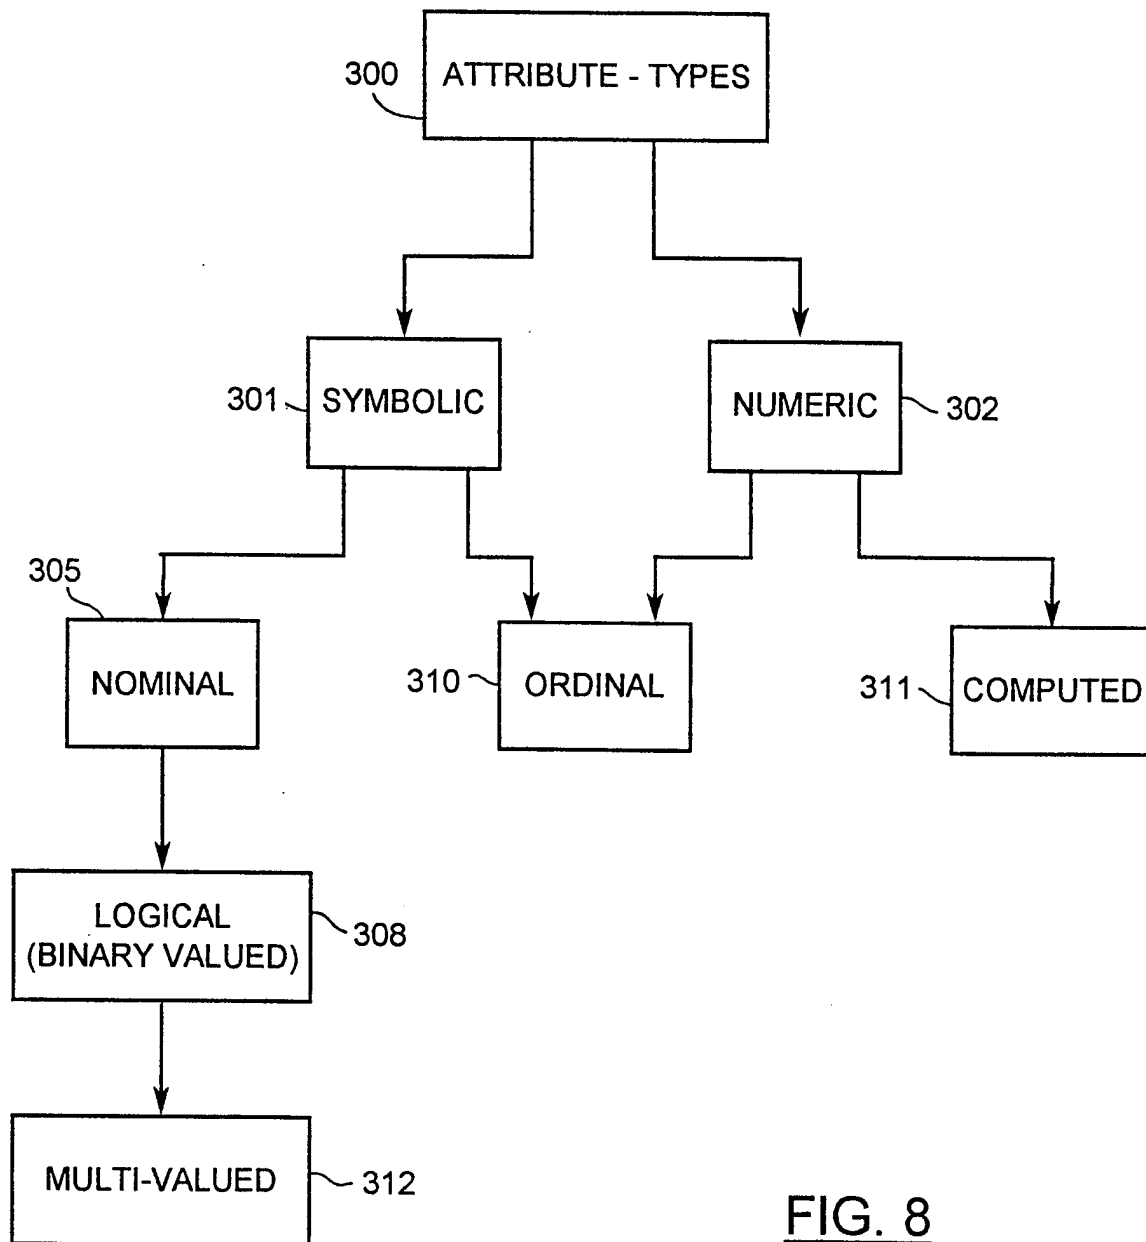 300
ATTRIBUTE - TYPES
301
SYMBOLIC
NUMERIC
302
305
NOMINAL
310
ORDINAL
311
COMPUTED
LOGICAL
(BINARY VALUED)
308
MULTI-VALUED
312
FIG. 8